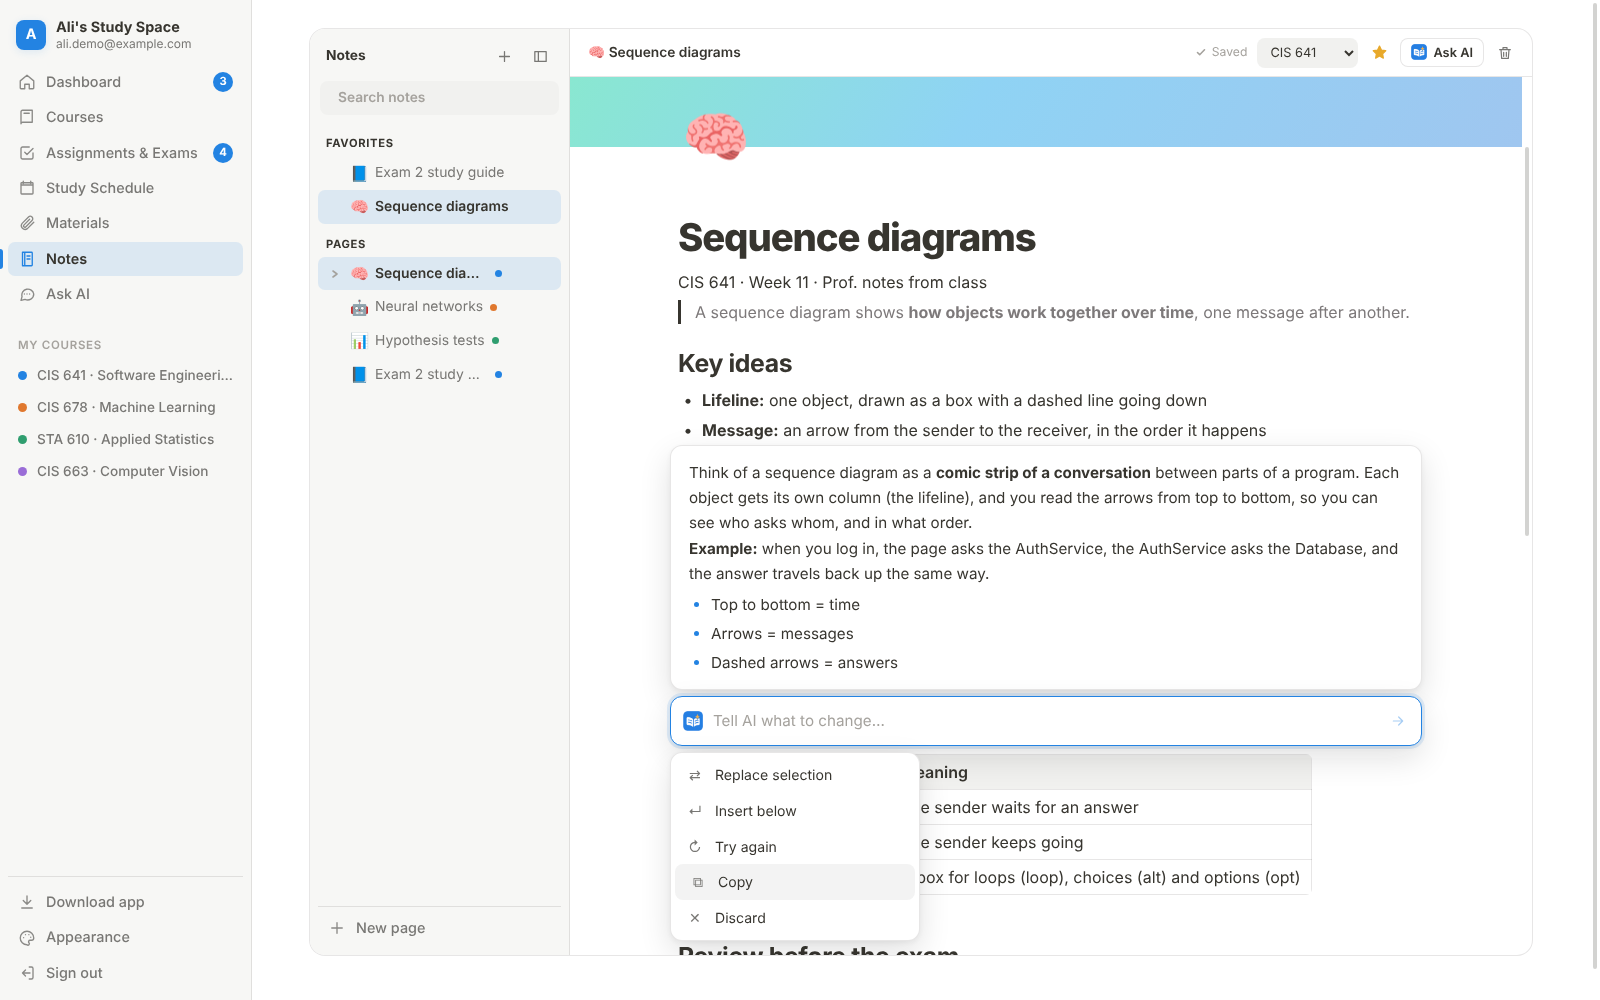 A
Ali's Study Space
ali.demo@example.com
Dashboard 3
Courses
Assignments & Exams 4
Study Schedule
Materials
Notes
Ask AI
MY COURSES
CIS 641 · Software Engineeri...
CIS 678 · Machine Learning
STA 610 · Applied Statistics
CIS 663 · Computer Vision
Download app
Appearance
Sign out
Notes
Search notes
FAVORITES
Exam 2 study guide
Sequence diagrams
PAGES
Sequence dia...
Neural networks
Hypothesis tests
Exam 2 study ...
New page
Sequence diagrams
Saved
CIS 641
Ask AI
Sequence diagrams
CIS 641 · Week 11 · Prof. notes from class
A sequence diagram shows how objects work together over time, one message after another.
Key ideas
• Lifeline: one object, drawn as a box with a dashed line going down
• Message: an arrow from the sender to the receiver, in the order it happens
Think of a sequence diagram as a comic strip of a conversation between parts of a program. Each
object gets its own column (the lifeline), and you read the arrows from top to bottom, so you can
see who asks whom, and in what order.
Example: when you log in, the page asks the AuthService, the AuthService asks the Database, and
the answer travels back up the same way.
• Top to bottom = time
• Arrows = messages
• Dashed arrows = answers
Tell AI what to change...
Replace selection
Insert below
Try again
Copy
Discard
eaning
e sender waits for an answer
e sender keeps going
box for loops (loop), choices (alt) and options (opt)
Review before the exam